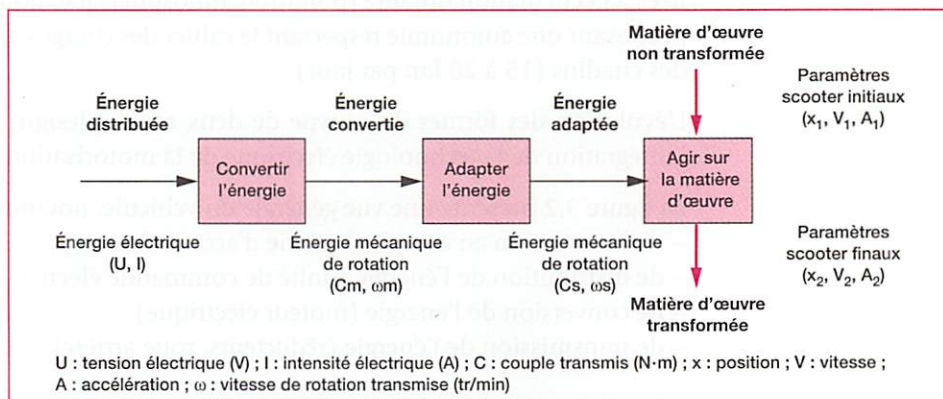 Matière d'œuvre
non transformée
Énergie
distribuée
Énergie
convertie
Énergie
adaptée
Paramètres
scooter initiaux
(x₁, V₁, A₁)
Convertir
l'énergie
Adapter
l'énergie
Agir sur
la matière
d'œuvre
Énergie électrique
(U, I)
Énergie mécanique
de rotation
(Cm, ωm)
Énergie mécanique
de rotation
(Cs, ωs)
Paramètres
scooter finaux
(x₂, V₂, A₂)
Matière d'œuvre
transformée
U : tension électrique (V) ; I : intensité électrique (A) ; C : couple transmis (N·m) ; x : position ; V : vitesse ;
A : accélération ; ω : vitesse de rotation transmise (tr/min)